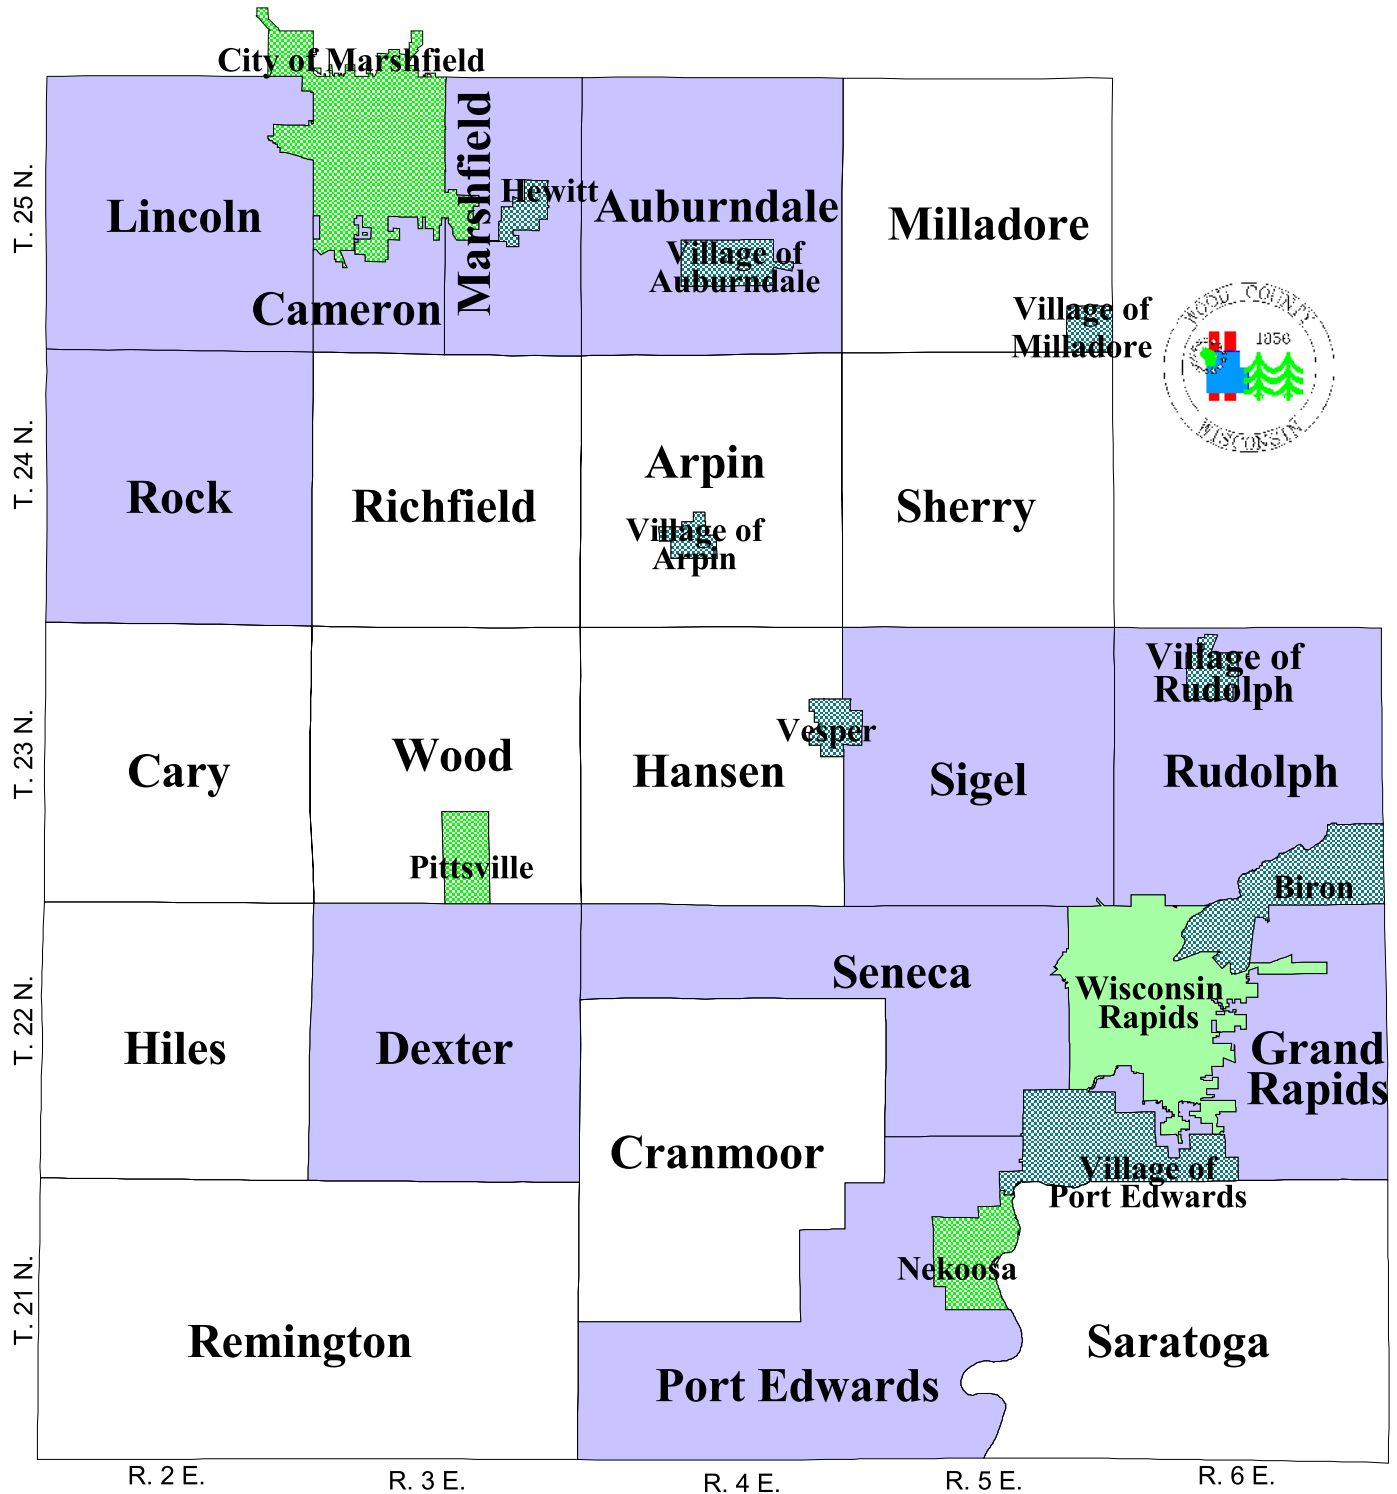 City of Marshfield
T. 25 N.
Lincoln
Cameron
Marshfield
Hewitt
Auburndale
Village of
Auburndale
Milladore
Village of
Milladore
WOOD COUNTY
1856
WISCONSIN
T. 24 N.
Rock
Richfield
Arpin
Village of
Arpin
Sherry
T. 23 N.
Cary
Wood
Pittsville
Hansen
Vesper
Sigel
Village of
Rudolph
Rudolph
Biron
T. 22 N.
Hiles
Dexter
Seneca
Cranmoor
Wisconsin
Rapids
Grand
Rapids
Village of
Port Edwards
T. 21 N.
Remington
Nekoosa
Port Edwards
Saratoga
R. 2 E.
R. 3 E.
R. 4 E.
R. 5 E.
R. 6 E.